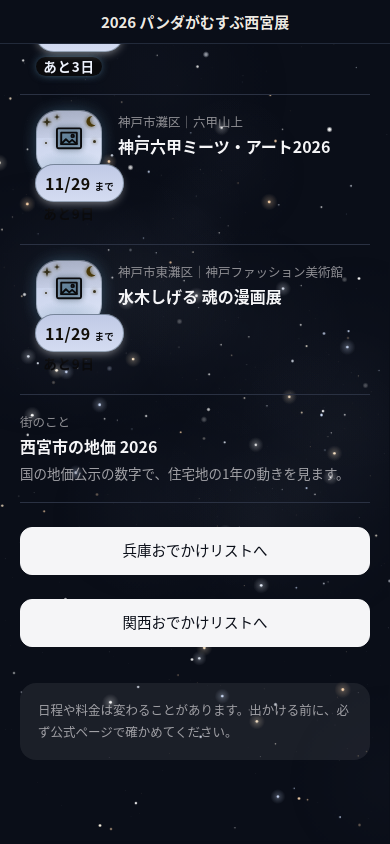 2026 パンダがむすぶ西宮展
あと3日
神戸市灘区｜六甲山上
神戸六甲ミーツ・アート2026
11/29 まで
あと9日
神戸市東灘区｜神戸ファッション美術館
水木しげる 魂の漫画展
11/29 まで
あと9日
街のこと
西宮市の地価 2026
国の地価公示の数字で、住宅地の1年の動きを見ます。
兵庫おでかけリストへ
関西おでかけリストへ
日程や料金は変わることがあります。出かける前に、必
ず公式ページで確かめてください。